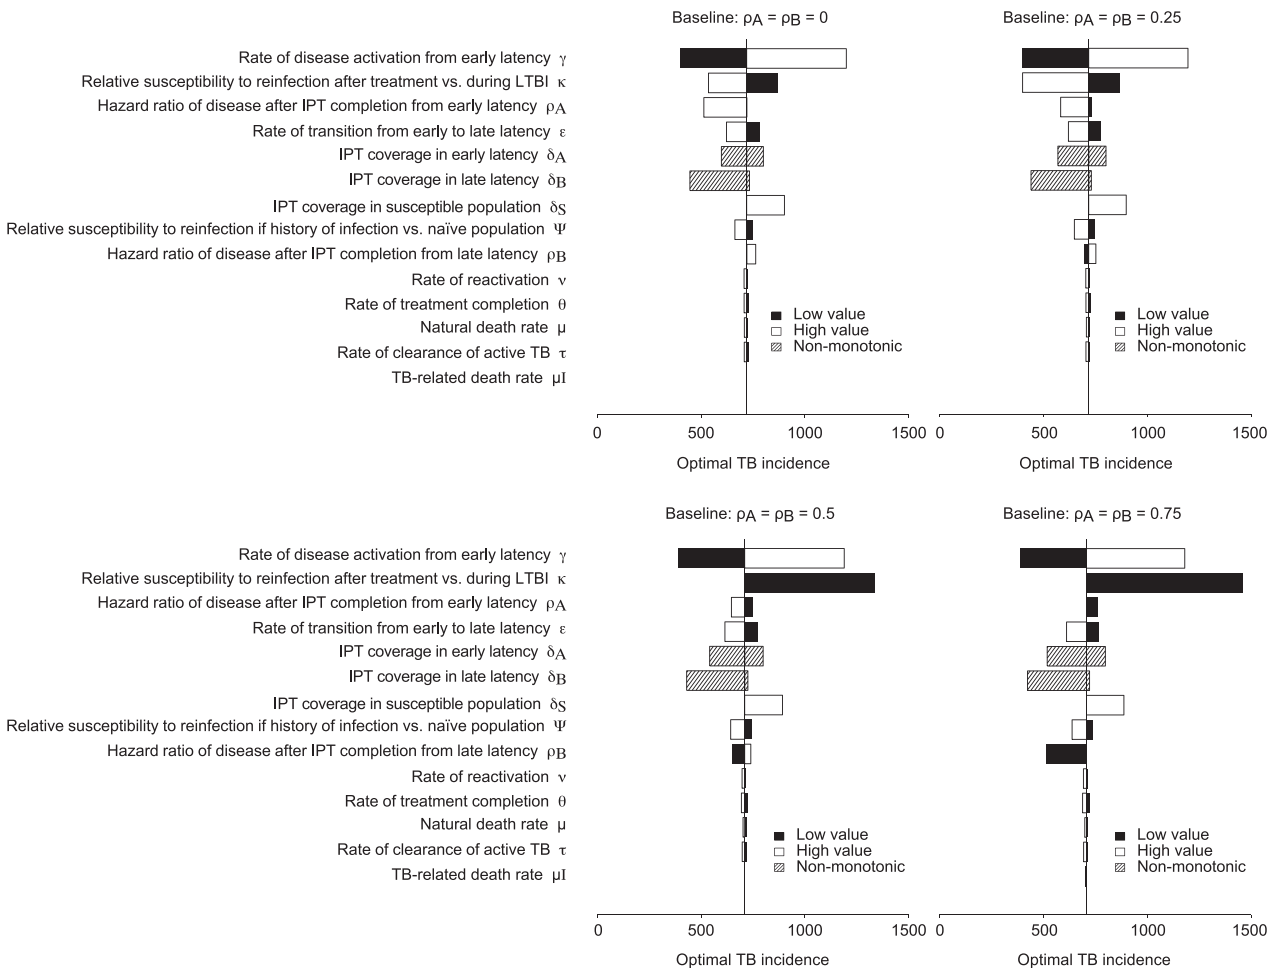 Baseline: ρA = ρB = 0
Baseline: ρA = ρB = 0.25
Rate of disease activation from early latency γ
Relative susceptibility to reinfection after treatment vs. during LTBI κ
Hazard ratio of disease after IPT completion from early latency ρA
Rate of transition from early to late latency ε
IPT coverage in early latency δA
IPT coverage in late latency δB
IPT coverage in susceptible population δS
Relative susceptibility to reinfection if history of infection vs. naïve population Ψ
Hazard ratio of disease after IPT completion from late latency ρB
Rate of reactivation ν
Rate of treatment completion θ
Natural death rate μ
Rate of clearance of active TB τ
TB-related death rate μI
Low value
High value
Non-monotonic
Low value
High value
Non-monotonic
0 500 1000 1500
0 500 1000 1500
Optimal TB incidence
Optimal TB incidence
Baseline: ρA = ρB = 0.5
Baseline: ρA = ρB = 0.75
Rate of disease activation from early latency γ
Relative susceptibility to reinfection after treatment vs. during LTBI κ
Hazard ratio of disease after IPT completion from early latency ρA
Rate of transition from early to late latency ε
IPT coverage in early latency δA
IPT coverage in late latency δB
IPT coverage in susceptible population δS
Relative susceptibility to reinfection if history of infection vs. naïve population Ψ
Hazard ratio of disease after IPT completion from late latency ρB
Rate of reactivation ν
Rate of treatment completion θ
Natural death rate μ
Rate of clearance of active TB τ
TB-related death rate μI
Low value
High value
Non-monotonic
Low value
High value
Non-monotonic
0 500 1000 1500
0 500 1000 1500
Optimal TB incidence
Optimal TB incidence